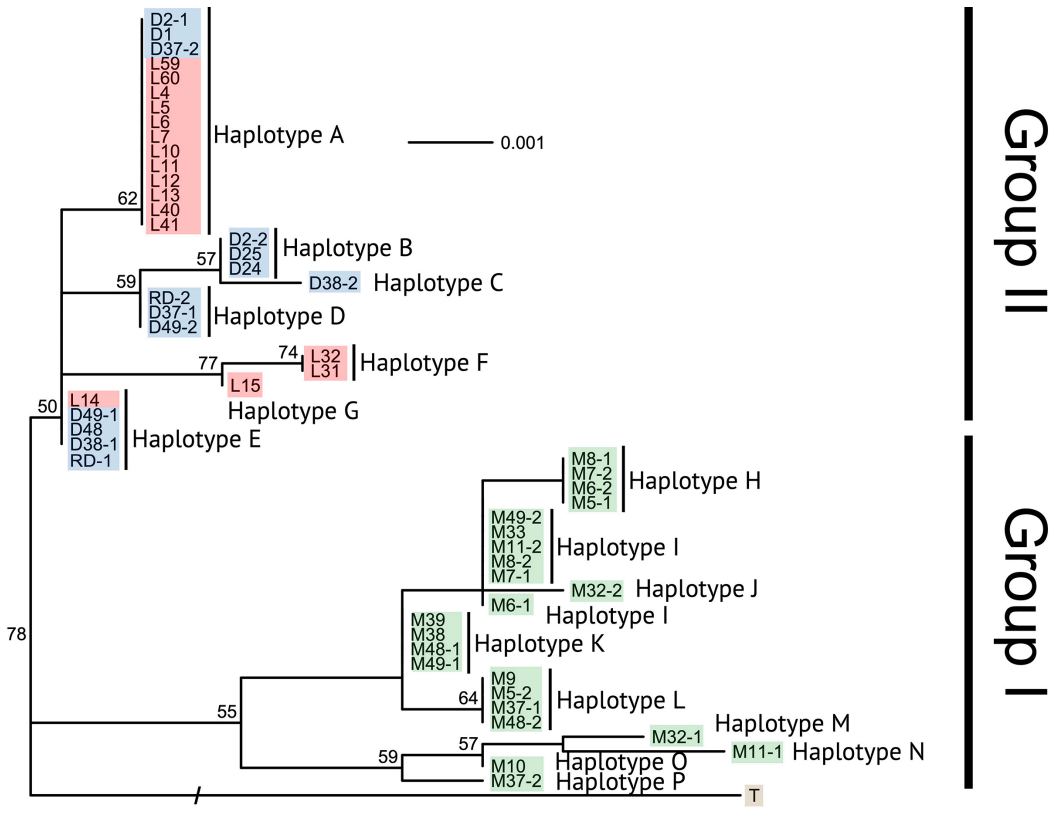 D2-1
D1
D37-2
L59
L60
L4
L5
L6
L7
L10
L11
L12
L13
L40
L41
Haplotype A
0.001
62
D2-2
D25
D24
Haplotype B
57
D38-2
Haplotype C
59
RD-2
D37-1
D49-2
Haplotype D
74
L32
L31
Haplotype F
77
L15
Haplotype G
50
L14
D49-1
D48
D38-1
RD-1
Haplotype E
Group II
M8-1
M7-2
M6-2
M5-1
Haplotype H
M49-2
M33
M11-2
M8-2
M7-1
Haplotype I
M32-2
Haplotype J
M6-1
Haplotype I
M39
M38
M48-1
M49-1
Haplotype K
78
64
M9
M5-2
M37-1
M48-2
Haplotype L
55
Haplotype M
M32-1
57
M11-1
Haplotype N
59
M10
Haplotype O
M37-2
Haplotype P
T
Group I